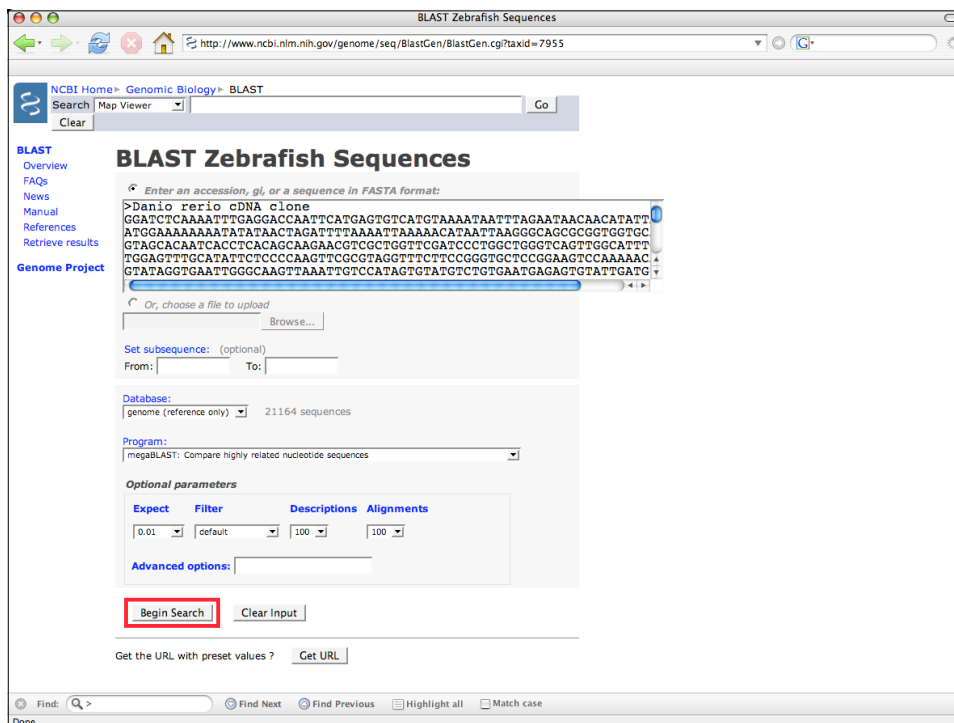 BLAST Zebrafish Sequences
http://www.ncbi.nlm.nih.gov/genome/seq/BlastGen/BlastGen.cgi?taxid=7955
G
NCBI Home Genomic Biology BLAST
Search Map Viewer Go
Clear
BLAST
Overview
FAQs
News
Manual
References
Retrieve results
Genome Project
BLAST Zebrafish Sequences
Enter an accession, gi, or a sequence in FASTA format:
>Danio rerio cDNA clone
GGATCTCAAAATTTGAGGACCAATTCATGAGTGTCATGTAAAATAATTTAGAATAACAACATATT
ATGGAAAAAAAATATATAACTAGATTTTAAAATTAAAAACATAATTAAGGGCAGCGCGGTGGTGC
GTAGCACAATCACCTCACAGCAAGAACGTCGCTGGTTCGATCCCTGGCTGGGTCAGTTGGCATTT
TGGAGTTTGCATATTCTCCCCAAGTTCGCGTAGGTTTCTTCCGGGTGCTCCGGAAGTCCAAAAAC
GTATAGGTGAATTGGGCAAGTTAAATTGTCCATAGTGTATGTCTGTGAATGAGAGTGTATTGATG
Or, choose a file to upload
Browse...
Set subsequence: (optional)
From: To:
Database:
genome (reference only) 21164 sequences
Program:
megaBLAST: Compare highly related nucleotide sequences
Optional parameters
Expect Filter Descriptions Alignments
0.01 default 100 100
Advanced options:
Begin Search Clear Input
Get the URL with preset values ? Get URL
Find: > Find Next Find Previous Highlight all Match case
Done